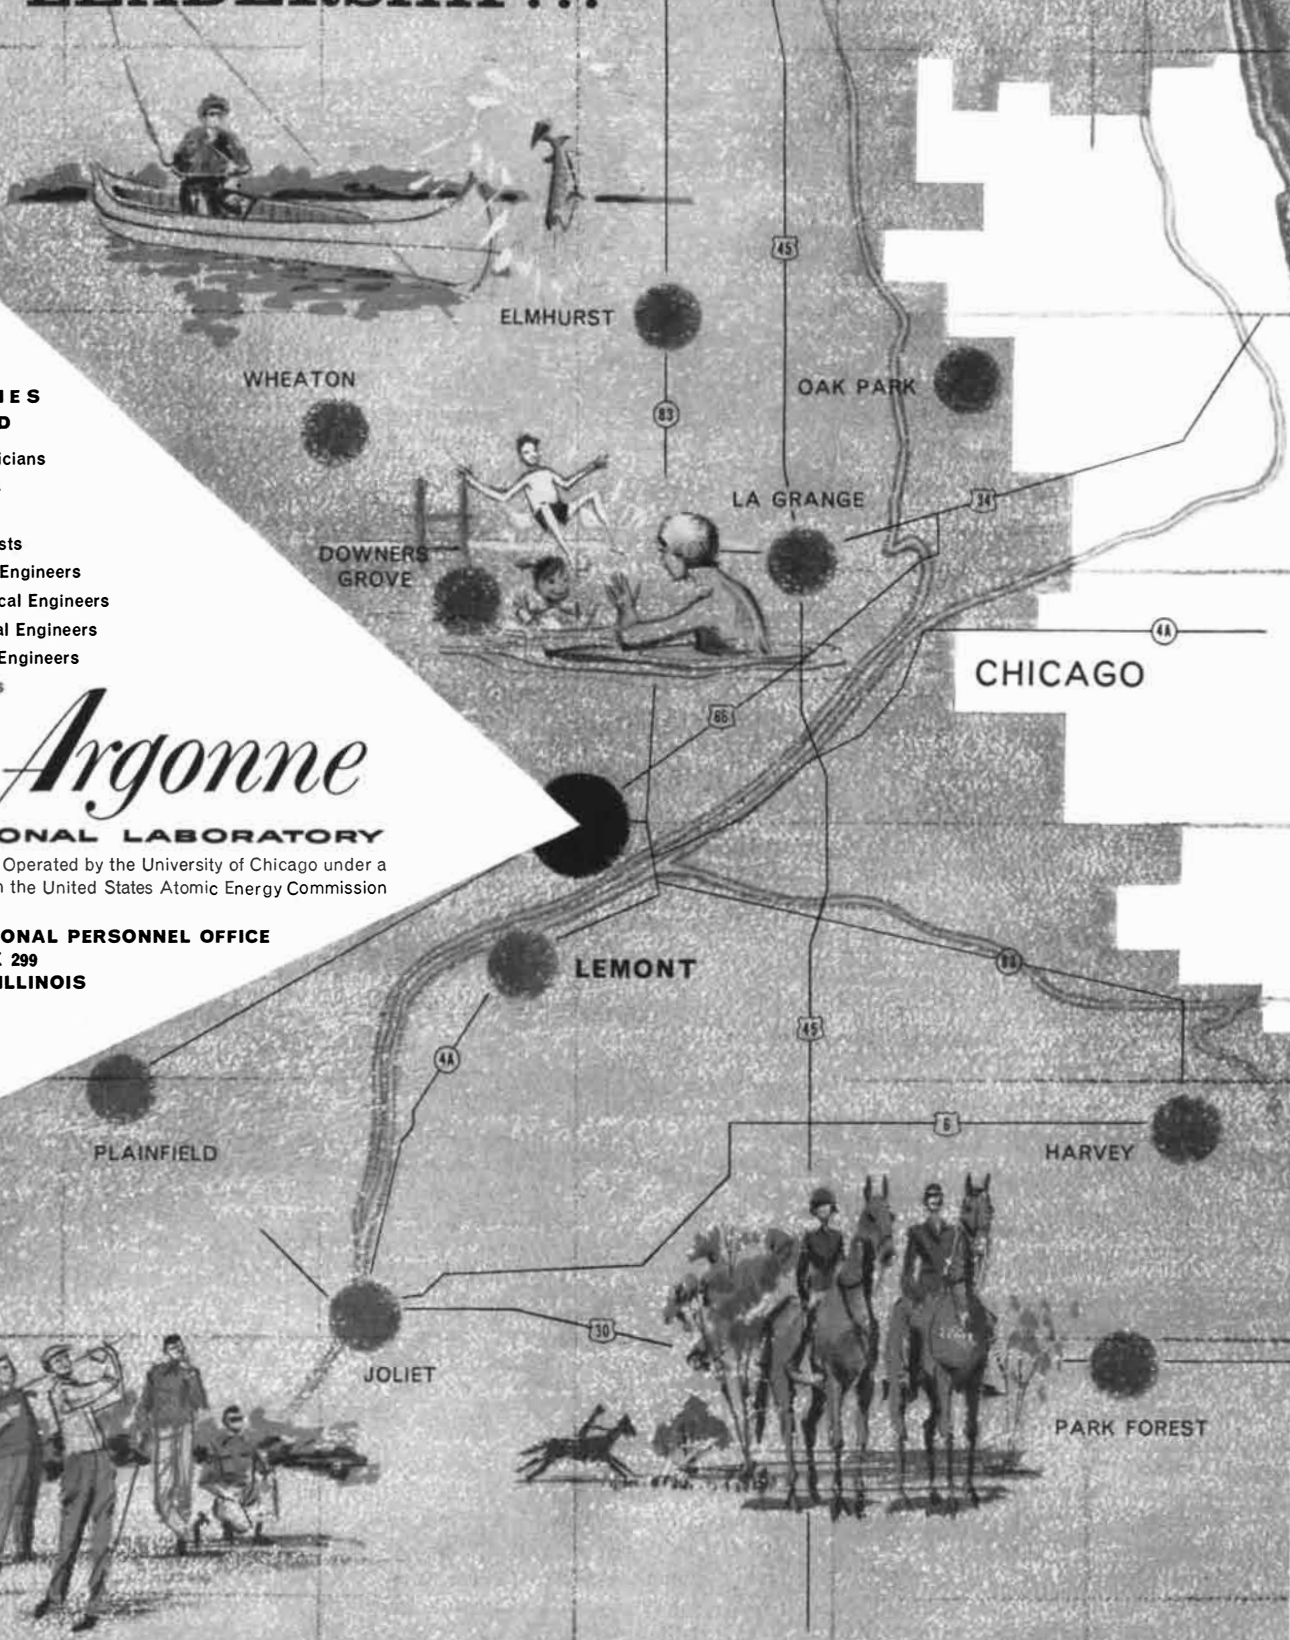 LEADERSHIP...
45
ELMHURST
WHEATON
OAK PARK
83
IES
D
icians
LA GRANGE
34
sts
DOWNERS
GROVE
Engineers
cal Engineers
al Engineers
Engineers
s
4A
CHICAGO
66
Argonne
ONAL LABORATORY
Operated by the University of Chicago under a
n the United States Atomic Energy Commission
ONAL PERSONNEL OFFICE
X 299
ILLINOIS
LEMONT
45
4A
PLAINFIELD
6
HARVEY
30
JOLIET
PARK FOREST